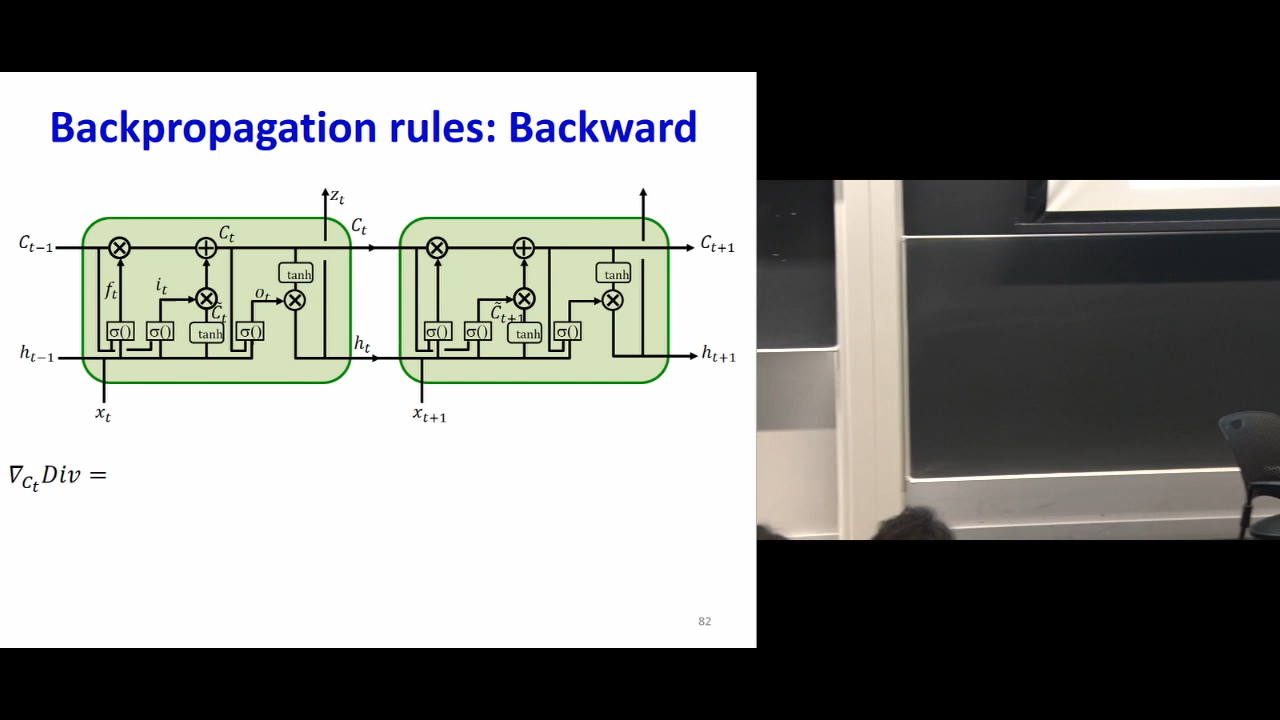 Backpropagation rules: Backward
z_t
C_{t-1} C_t C_t C_{t+1}
tanh tanh
f_t i_t o_t
C̃_t C̃_{t+1}
σ() σ() tanh σ() σ() σ() tanh σ()
h_{t-1} h_t h_{t+1}
x_t x_{t+1}
∇_{C_t} Div =
82